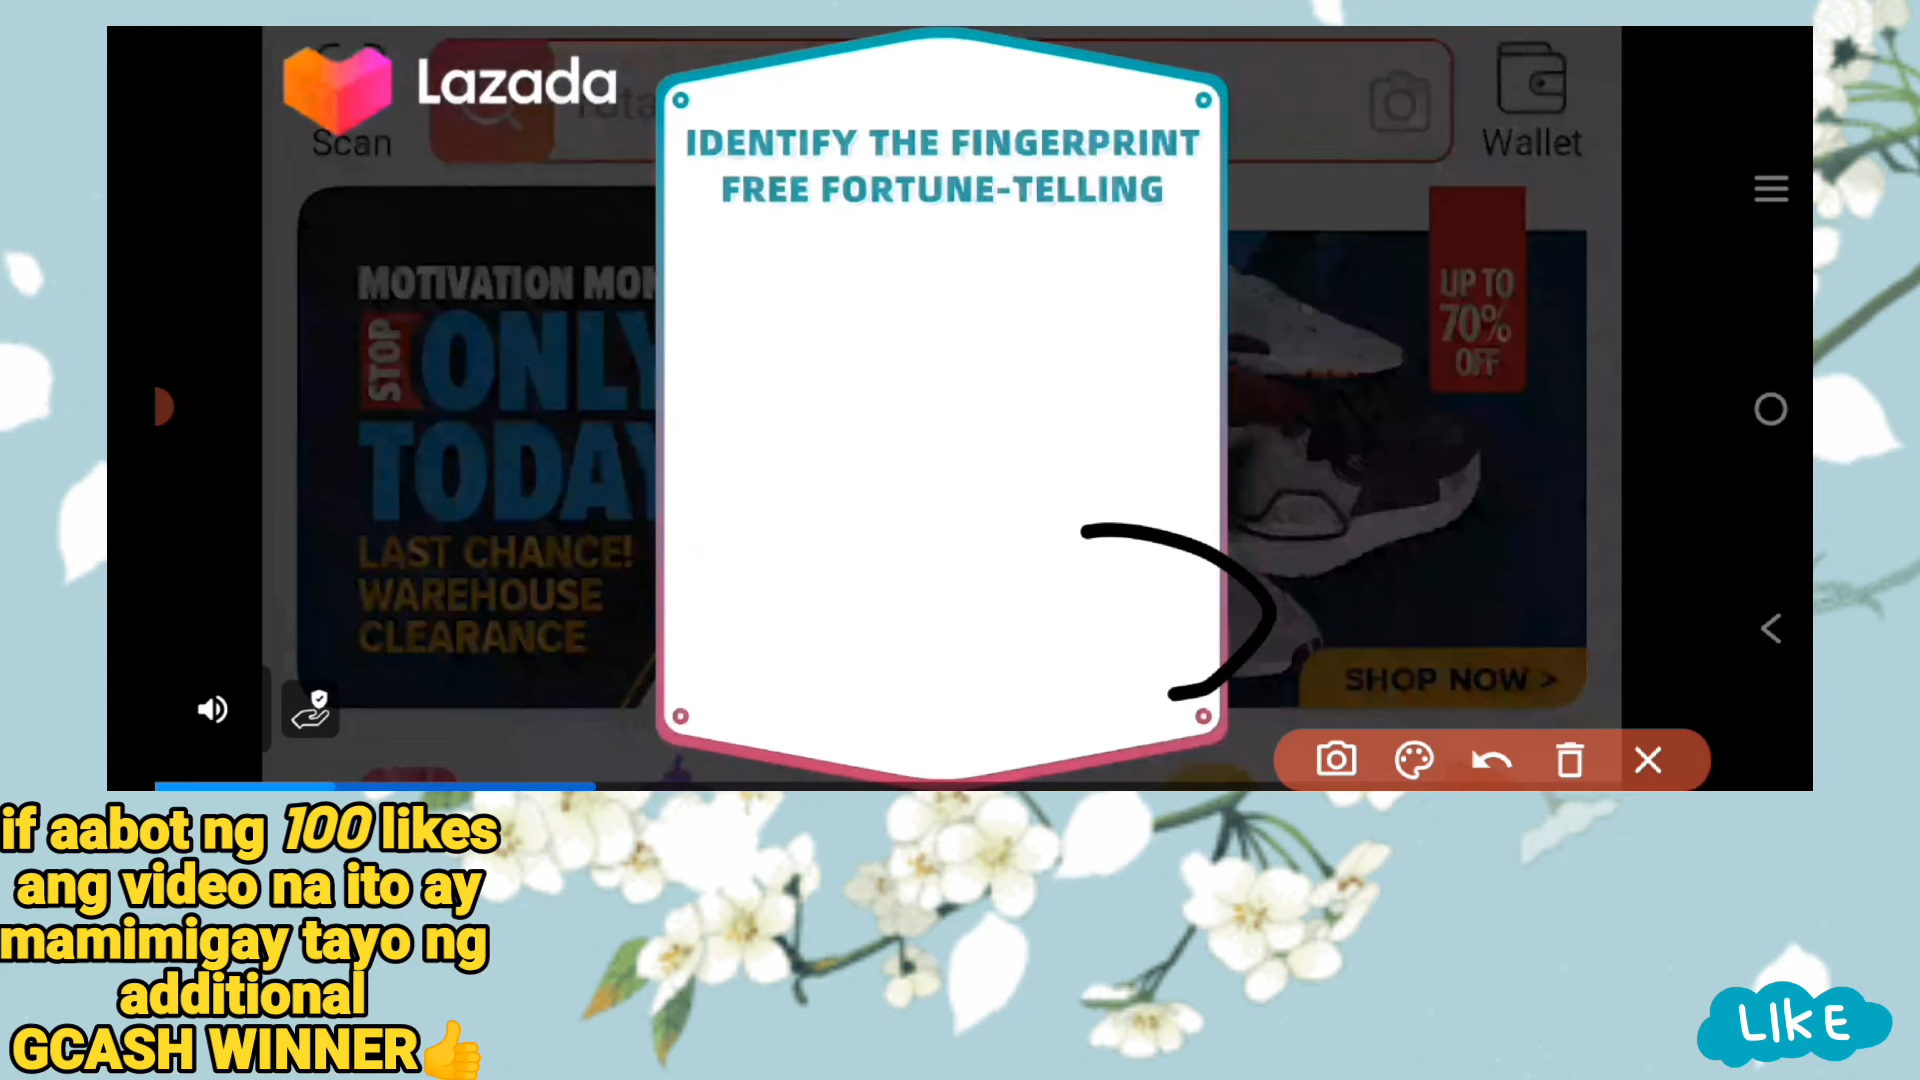 Lazada
Scan
Wallet
IDENTIFY THE FINGERPRINT
FREE FORTUNE-TELLING
MOTIVATION MON
STOP
ONLY
TODAY
LAST CHANCE!
WAREHOUSE
CLEARANCE
UP TO
70%
OFF
SHOP NOW >
if aabot ng 100 likes
ang video na ito ay
mamimigay tayo ng
additional
GCASH WINNER👍
LIKE